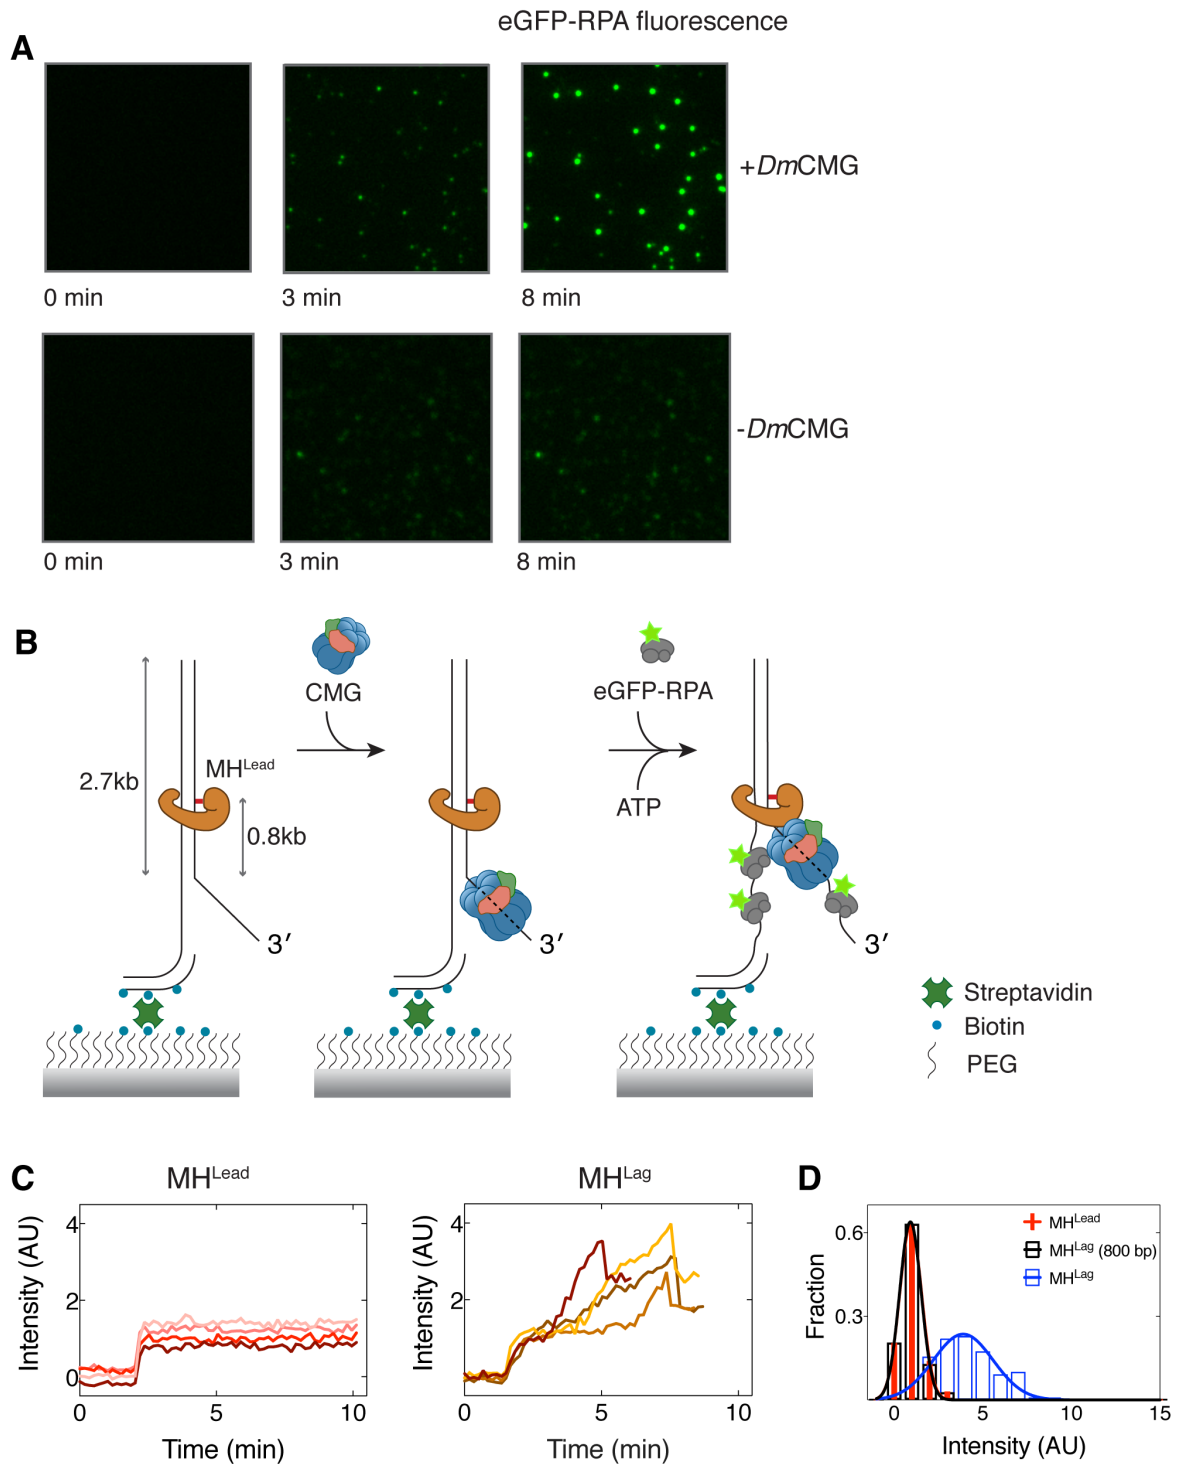 eGFP-RPA fluorescence
A
+DmCMG
0 min
3 min
8 min
-DmCMG
0 min
3 min
8 min
B
CMG
eGFP-RPA
MHLead
2.7kb
0.8kb
ATP
3′
3′
3′
Streptavidin
Biotin
PEG
C
MHLead
MHLag
D
Intensity (AU)
4
2
0
0
5
10
Time (min)
Intensity (AU)
4
2
0
5
10
Time (min)
Fraction
0.6
0.3
MHLead
MHLag (800 bp)
MHLag
0
5
10
15
Intensity (AU)